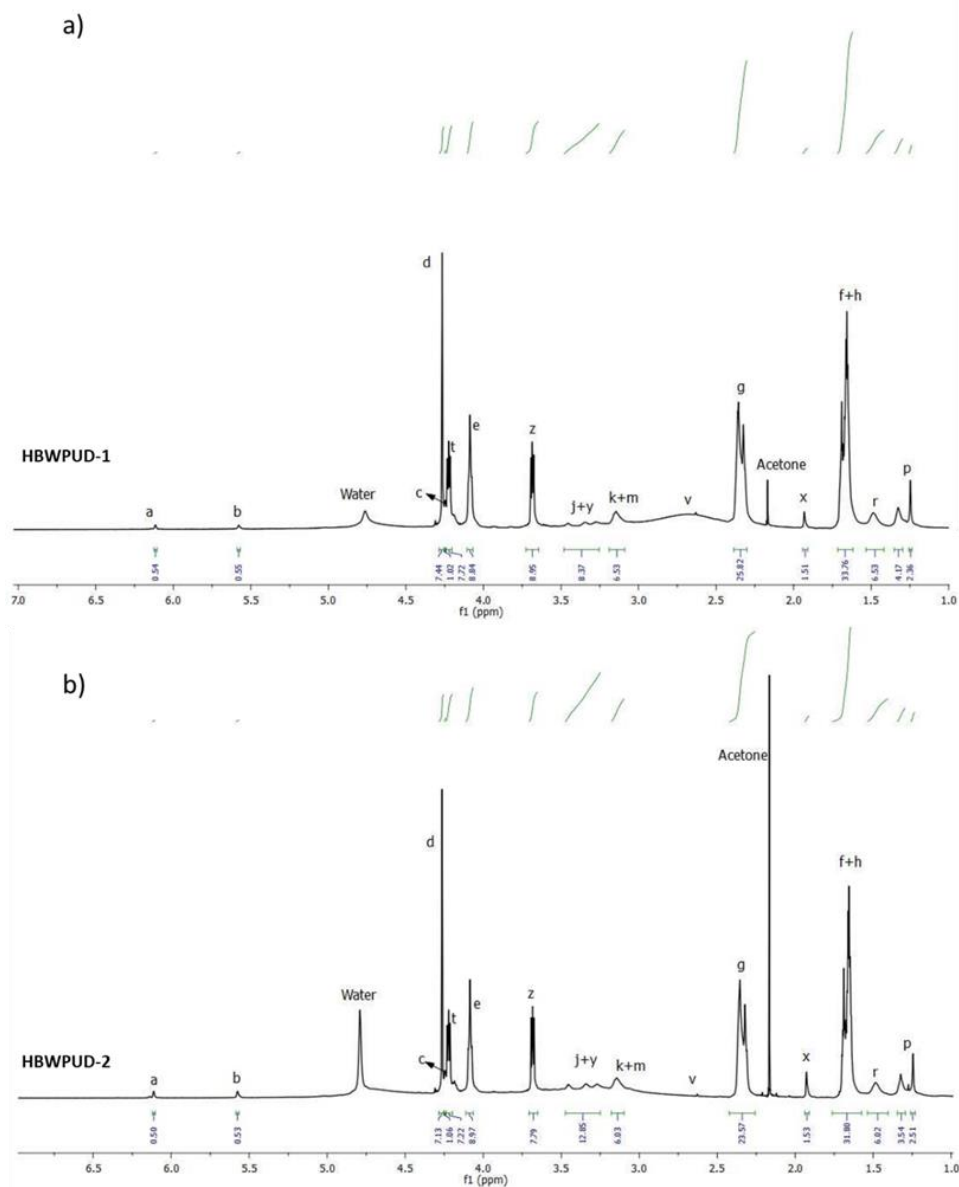 a)
d
f+h
g
e
z
t
Acetone
HBWPUD-1
c
Water
k+m
x
p
a
b
j+y
v
r
0.54
0.55
7.44
1.02
7.72
8.84
8.95
8.37
6.53
25.82
1.51
33.76
6.53
4.17
2.36
7.0 6.5 6.0 5.5 5.0 4.5 4.0 3.5 3.0 2.5 2.0 1.5 1.0
f1 (ppm)
b)
Acetone
d
f+h
g
Water
z
e
t
HBWPUD-2
c
j+y
k+m
x
p
a
b
v
r
0.50
0.53
7.13
1.06
7.22
8.97
7.79
12.85
6.03
23.57
1.53
31.80
6.02
3.54
2.51
6.5 6.0 5.5 5.0 4.5 4.0 3.5 3.0 2.5 2.0 1.5 1.0
f1 (ppm)